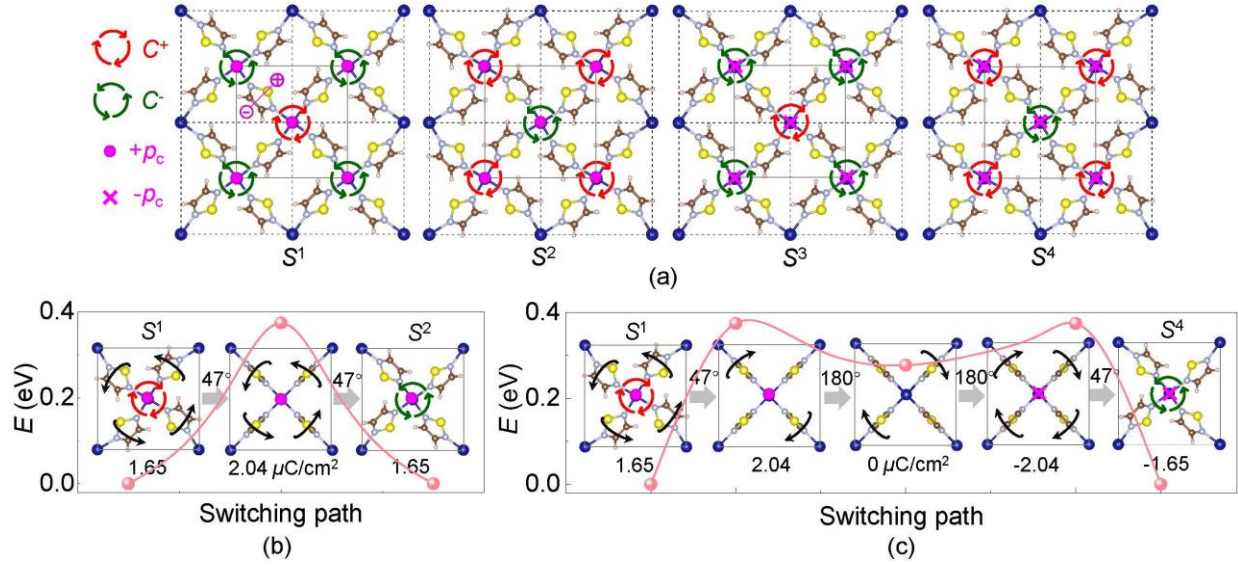 C⁺
C⁻
+p_c
-p_c
⊕
⊖
S¹ S² S³ S⁴
(a)
0.4
0.2
0.0
E (eV)
S¹ S²
47° 47°
1.65 2.04 μC/cm² 1.65
Switching path
(b)
0.4
0.2
0.0
E (eV)
S¹ S⁴
47° 180° 180° 47°
1.65 2.04 0 μC/cm² -2.04 -1.65
Switching path
(c)